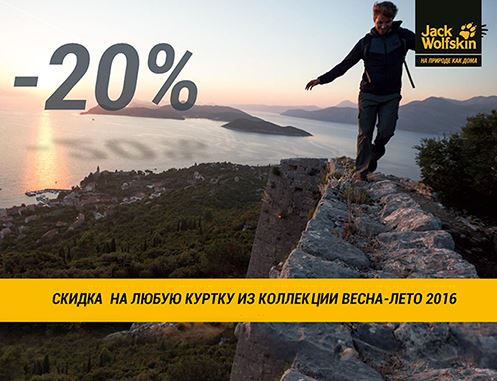 Jack
Wolfskin
НА ПРИРОДЕ КАК ДОМА
-20%
СКИДКА НА ЛЮБУЮ КУРТКУ ИЗ КОЛЛЕКЦИИ ВЕСНА-ЛЕТО 2016